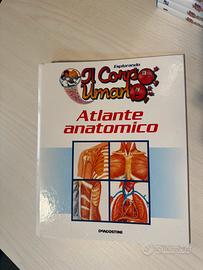 Esplorando
Il Corpo
Umano
Atlante
anatomico
DeAGOSTINI